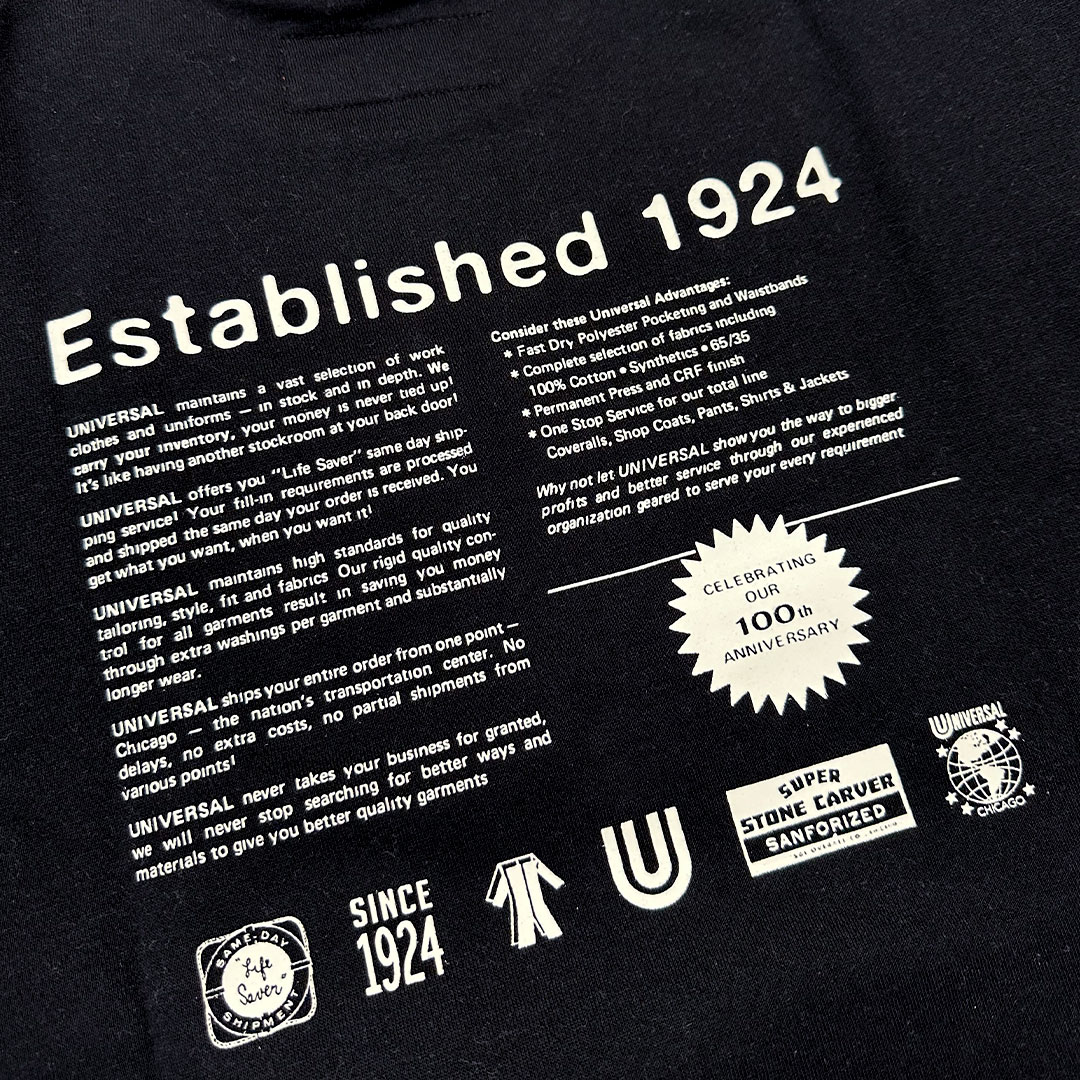 Established 1924
UNIVERSAL maintains a vast selection of work
clothes and uniforms — in stock and in depth. We
carry your inventory, your money is never tied up!
It's like having another stockroom at your back door!
UNIVERSAL offers you "Life Saver" same day ship-
ping service! Your fill-in requirements are processed
and shipped the same day your order is received. You
get what you want, when you want it!
UNIVERSAL maintains high standards for quality
tailoring, style, fit and fabrics Our rigid quality con-
trol for all garments result in saving you money
through extra washings per garment and substantially
longer wear.
UNIVERSAL ships your entire order from one point —
Chicago — the nation's transportation center. No
delays, no extra costs, no partial shipments from
various points!
UNIVERSAL never takes your business for granted,
we will never stop searching for better ways and
materials to give you better quality garments
Consider these Universal Advantages:
* Fast Dry Polyester Pocketing and Waistbands
* Complete selection of fabrics including
100% Cotton • Synthetics • 65/35
* Permanent Press and CRF finish
* One Stop Service for our total line
Coveralls, Shop Coats, Pants, Shirts & Jackets
Why not let UNIVERSAL show you the way to bigger
profits and better service through our experienced
organization geared to serve your every requirement
CELEBRATING
OUR
100th
ANNIVERSARY
SAME-DAY
"Life
Saver"
SHIPMENT
SINCE
1924
U
SUPER
STONE CARVER
SANFORIZED
UNIVERSAL
CHICAGO